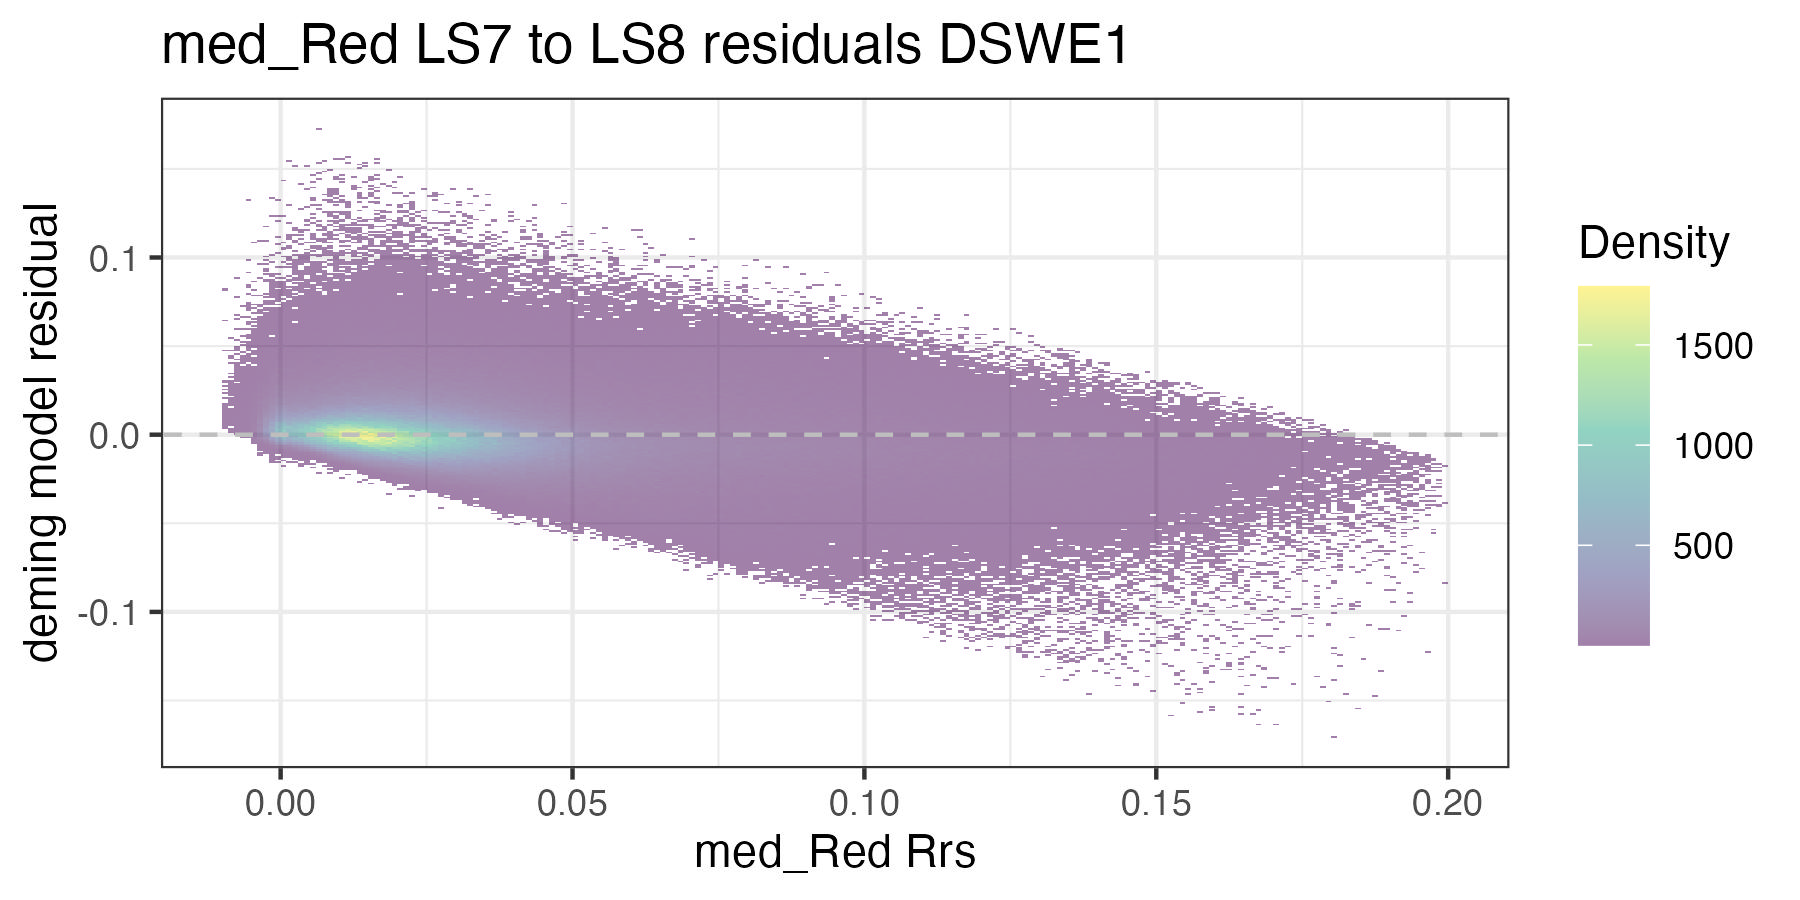 med_Red LS7 to LS8 residuals DSWE1
deming model residual
0.1
0.0
-0.1
0.00 0.05 0.10 0.15 0.20
med_Red Rrs
Density
1500
1000
500